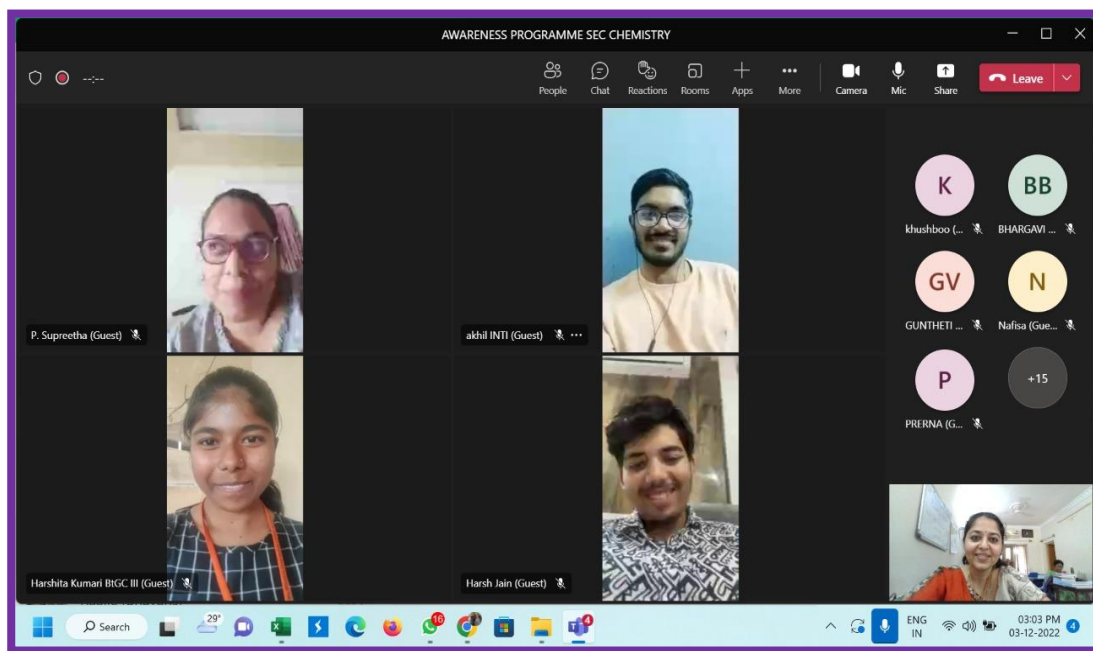 AWARENESS PROGRAMME SEC CHEMISTRY
--:--
People
Chat
Reactions
Rooms
Apps
More
Camera
Mic
Share
Leave
K
BB
khushboo (...
BHARGAVI ...
GV
N
P. Supreetha (Guest)
akhil INTI (Guest) ...
GUNTHETI ...
Nafisa (Gue...
P
+15
PRERNA (G...
Harshita Kumari BtGC III (Guest)
Harsh Jain (Guest)
Search
29°
16
4
ENG
IN
03:03 PM
03-12-2022
4